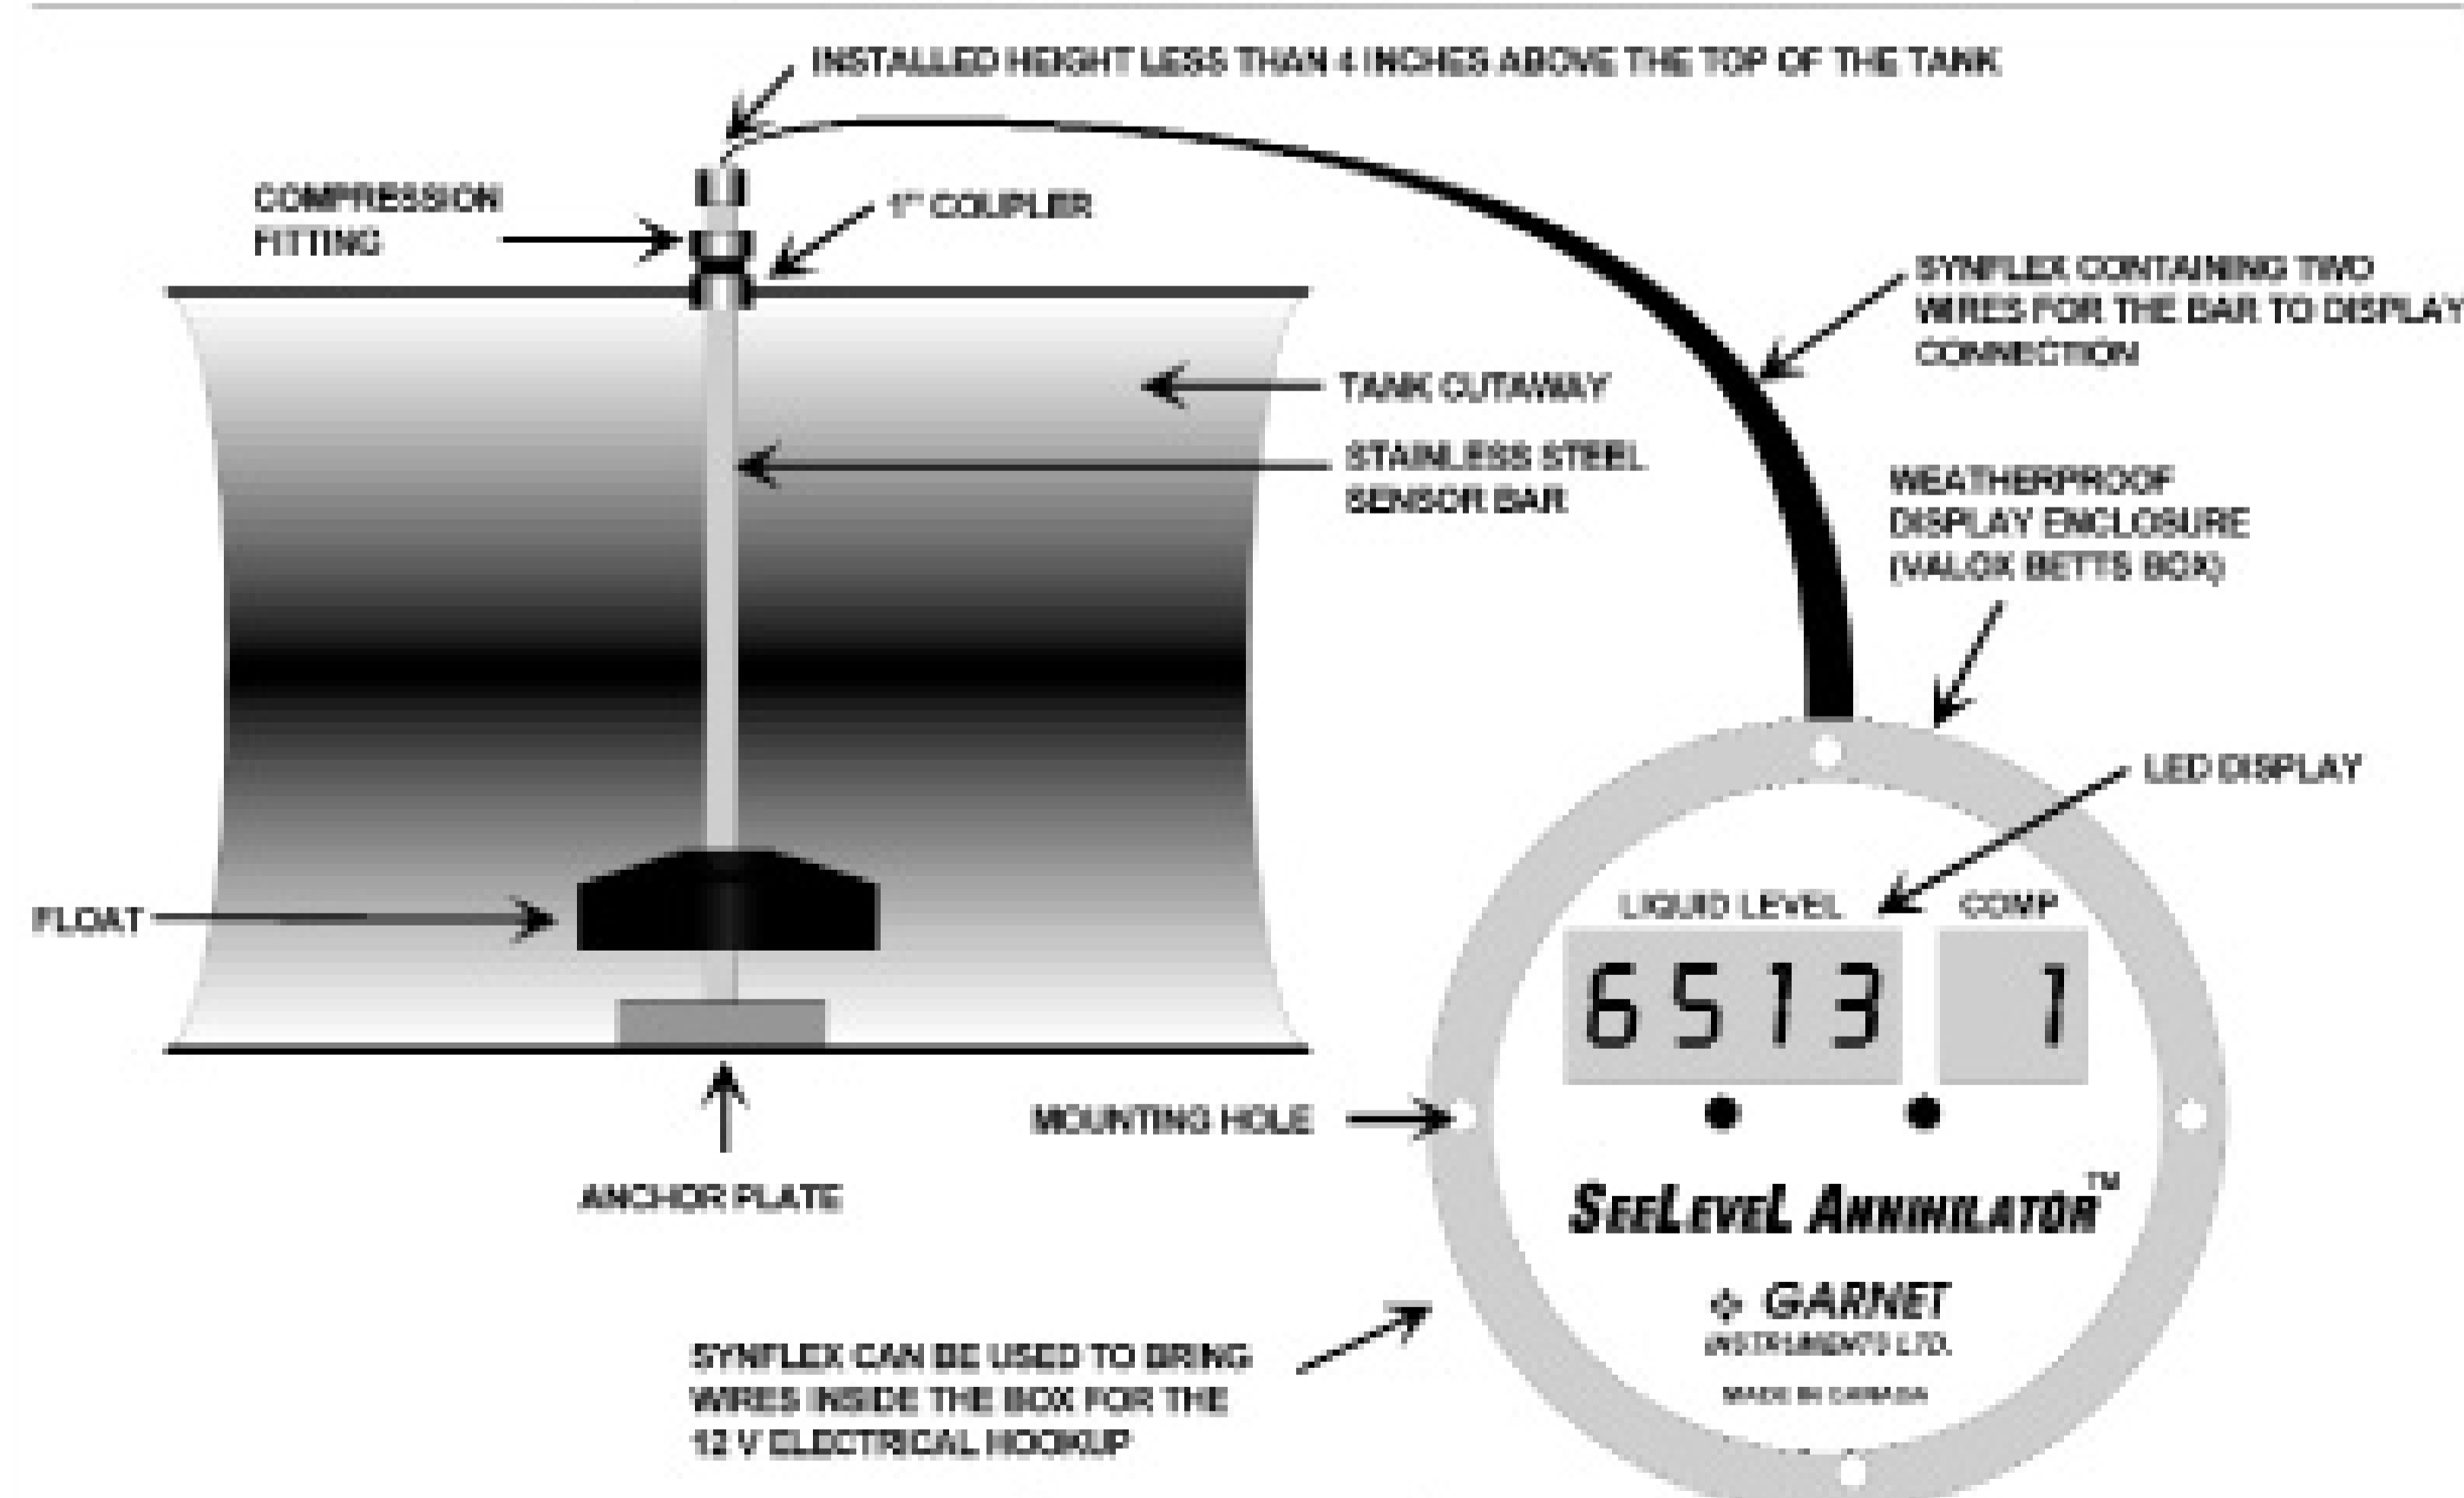 INSTALLED HEIGHT LESS THAN 4 INCHES ABOVE THE TOP OF THE TANK
COMPRESSION
FITTING
1" COUPLER
SYNFLEX CONTAINING TWO
WIRES FOR THE BAR TO DISPLAY
CONNECTION
TANK CUTAWAY
STAINLESS STEEL
SENSOR BAR
WEATHERPROOF
DISPLAY ENCLOSURE
(VALOX BETTS BOX)
LED DISPLAY
FLOAT
LIQUID LEVEL
COMP
6513
1
MOUNTING HOLE
ANCHOR PLATE
SEELEVEL ANNIHILATOR™
GARNET
INSTRUMENTS LTD.
MADE IN CANADA
SYNFLEX CAN BE USED TO BRING
WIRES INSIDE THE BOX FOR THE
12 V ELECTRICAL HOOKUP